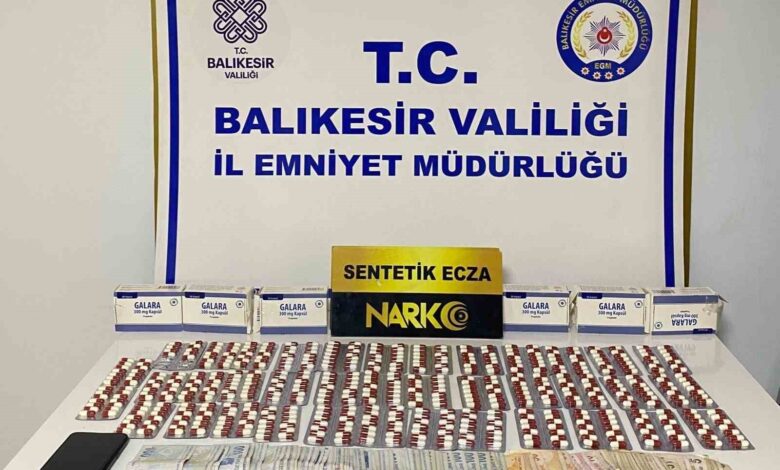 T.C.
BALIKESİR
VALİLİĞİ
BALIKESİR EMNİYET MÜDÜRLÜĞÜ
EGM
T.C.
BALIKESİR VALİLİĞİ
İL EMNİYET MÜDÜRLÜĞÜ
SENTETİK ECZA
NARKO
GALARA
300 mg Kapsül
GALARA
300 mg Kapsül
GALARA
300 mg Kapsül
GALARA
300 mg Kapsül
GALARA
300 mg Kapsül
GALARA
300 mg Kapsül